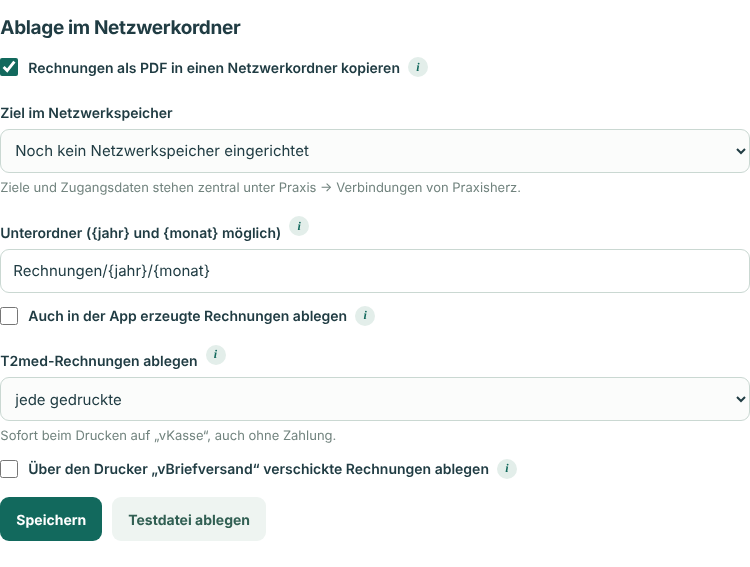 Ablage im Netzwerkordner
Rechnungen als PDF in einen Netzwerkordner kopieren i
Ziel im Netzwerkspeicher
Noch kein Netzwerkspeicher eingerichtet
Ziele und Zugangsdaten stehen zentral unter Praxis → Verbindungen von Praxisherz.
Unterordner ({jahr} und {monat} möglich) i
Rechnungen/{jahr}/{monat}
Auch in der App erzeugte Rechnungen ablegen i
T2med-Rechnungen ablegen i
jede gedruckte
Sofort beim Drucken auf „vKasse“, auch ohne Zahlung.
Über den Drucker „vBriefversand“ verschickte Rechnungen ablegen i
Speichern Testdatei ablegen